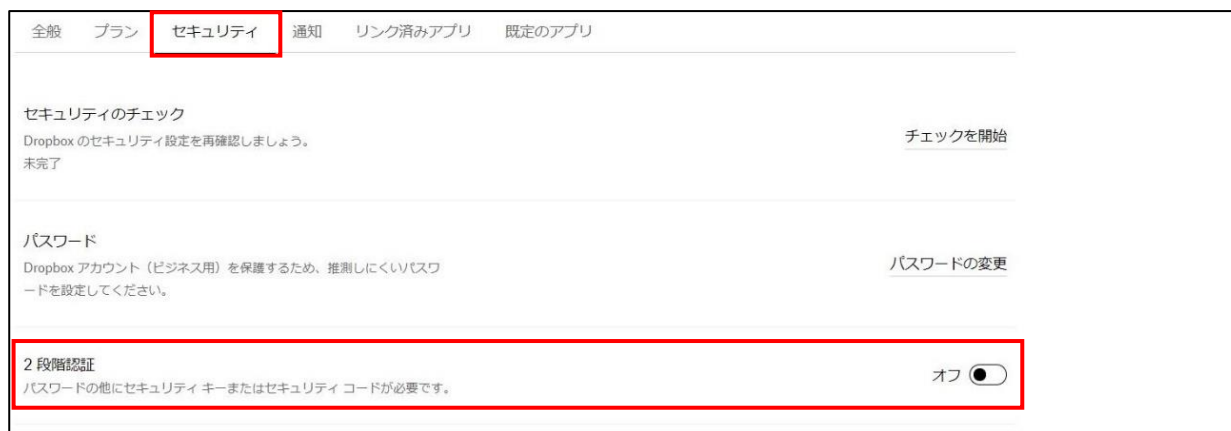 全般 プラン セキュリティ 通知 リンク済みアプリ 既定のアプリ
セキュリティのチェック
Dropbox のセキュリティ設定を再確認しましょう。
未完了
チェックを開始
パスワード
Dropbox アカウント（ビジネス用）を保護するため、推測しにくいパスワ
ードを設定してください。
パスワードの変更
2 段階認証
パスワードの他にセキュリティ キーまたはセキュリティ コードが必要です。
オフ